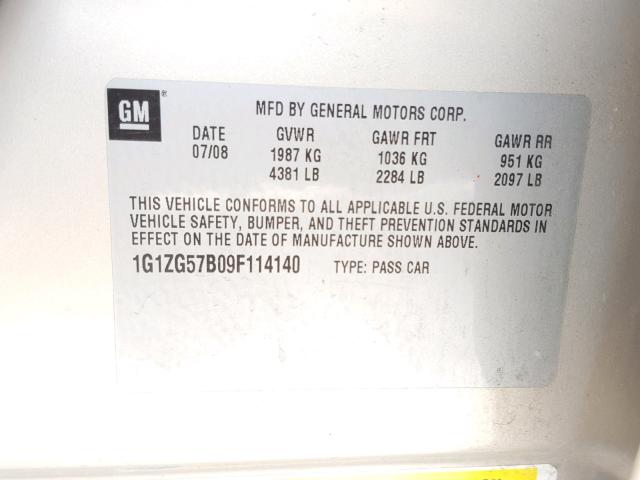 GM ®
MFD BY GENERAL MOTORS CORP.
DATE GVWR GAWR FRT GAWR RR
07/08 1987 KG 1036 KG 951 KG
4381 LB 2284 LB 2097 LB
THIS VEHICLE CONFORMS TO ALL APPLICABLE U.S. FEDERAL MOTOR
VEHICLE SAFETY, BUMPER, AND THEFT PREVENTION STANDARDS IN
EFFECT ON THE DATE OF MANUFACTURE SHOWN ABOVE.
1G1ZG57B09F114140 TYPE: PASS CAR